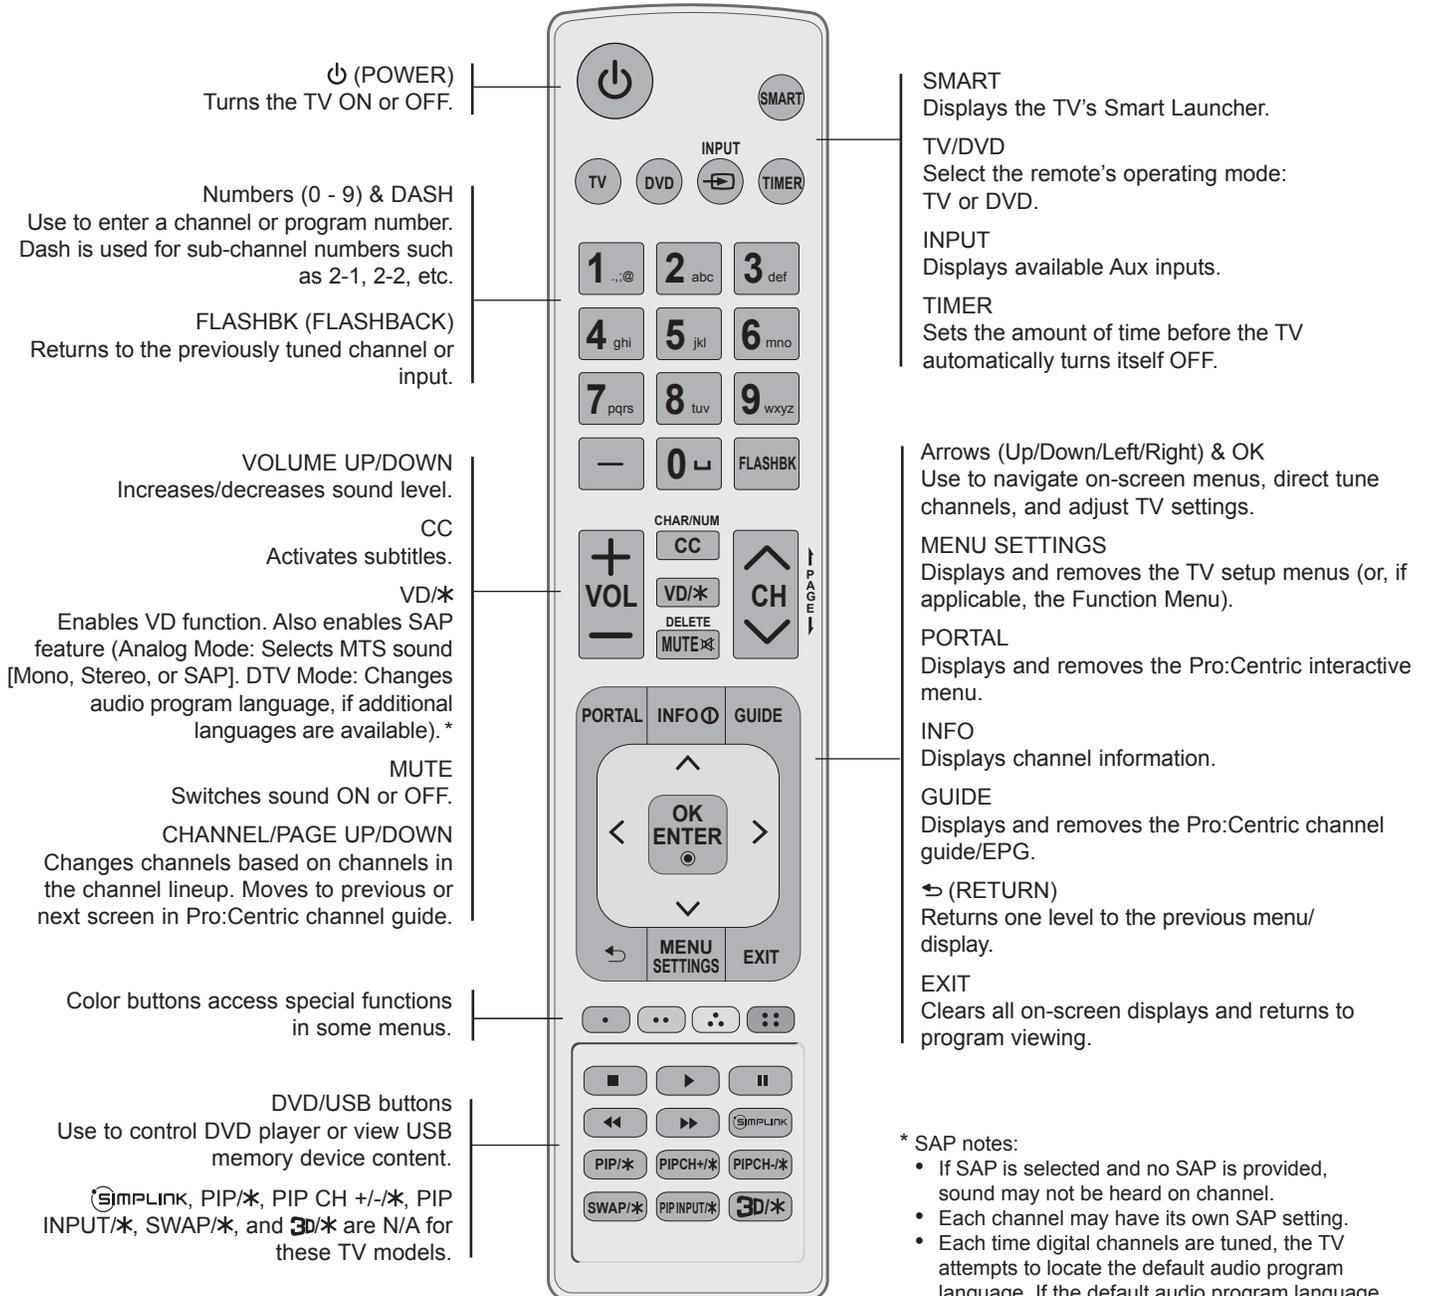 ⏻ (POWER)
Turns the TV ON or OFF.
Numbers (0 - 9) & DASH
Use to enter a channel or program number.
Dash is used for sub-channel numbers such
as 2-1, 2-2, etc.
FLASHBK (FLASHBACK)
Returns to the previously tuned channel or
input.
VOLUME UP/DOWN
Increases/decreases sound level.
CC
Activates subtitles.
VD/*
Enables VD function. Also enables SAP
feature (Analog Mode: Selects MTS sound
[Mono, Stereo, or SAP]. DTV Mode: Changes
audio program language, if additional
languages are available). *
MUTE
Switches sound ON or OFF.
CHANNEL/PAGE UP/DOWN
Changes channels based on channels in
the channel lineup. Moves to previous or
next screen in Pro:Centric channel guide.
Color buttons access special functions
in some menus.
DVD/USB buttons
Use to control DVD player or view USB
memory device content.
SIMPLINK, PIP/*, PIP CH +/-/*, PIP
INPUT/*, SWAP/*, and 3D/* are N/A for
these TV models.
SMART
INPUT
TV DVD TIMER
1 .,;@ 2 abc 3 def
4 ghi 5 jkl 6 mno
7 pqrs 8 tuv 9 wxyz
— 0 ⌴ FLASHBK
CHAR/NUM
+ CC
VOL VD/* CH
PAGE
DELETE
— MUTE
PORTAL INFO GUIDE
OK
ENTER
MENU
SETTINGS
EXIT
SIMPLINK
PIP/* PIPCH+/* PIPCH-/*
SWAP/* PIP INPUT/* 3D/*
SMART
Displays the TV's Smart Launcher.
TV/DVD
Select the remote's operating mode:
TV or DVD.
INPUT
Displays available Aux inputs.
TIMER
Sets the amount of time before the TV
automatically turns itself OFF.
Arrows (Up/Down/Left/Right) & OK
Use to navigate on-screen menus, direct tune
channels, and adjust TV settings.
MENU SETTINGS
Displays and removes the TV setup menus (or, if
applicable, the Function Menu).
PORTAL
Displays and removes the Pro:Centric interactive
menu.
INFO
Displays channel information.
GUIDE
Displays and removes the Pro:Centric channel
guide/EPG.
⮌ (RETURN)
Returns one level to the previous menu/
display.
EXIT
Clears all on-screen displays and returns to
program viewing.
* SAP notes:
• If SAP is selected and no SAP is provided,
sound may not be heard on channel.
• Each channel may have its own SAP setting.
• Each time digital channels are tuned, the TV
attempts to locate the default audio program
language. If the default audio program language